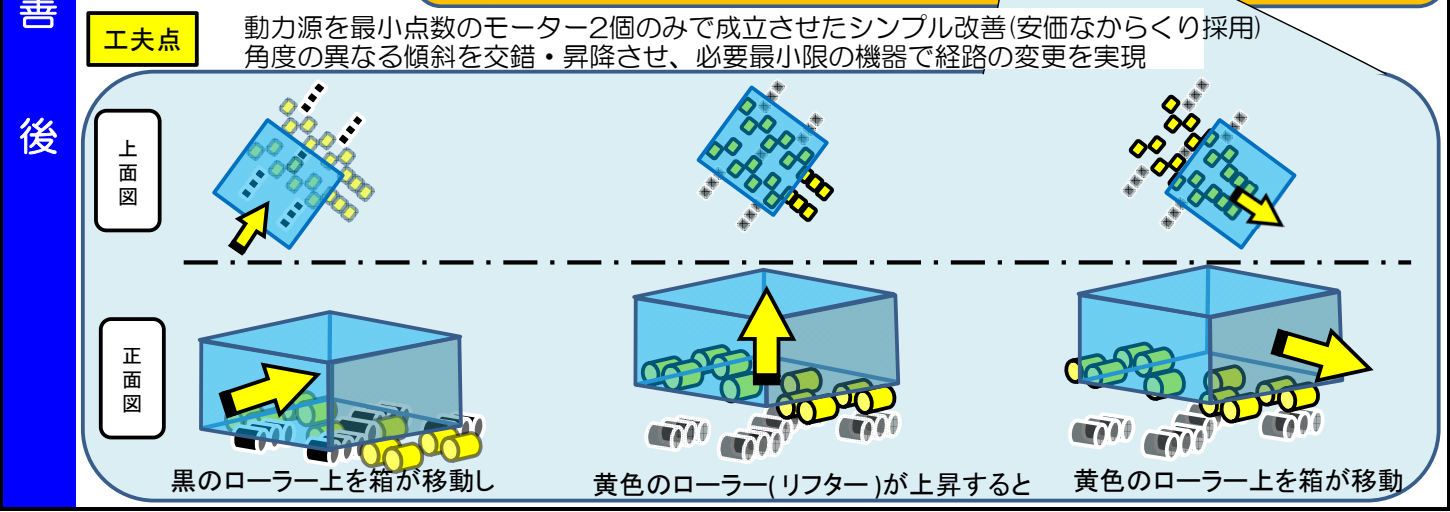 善
後
工夫点
動力源を最小点数のモーター2個のみで成立させたシンプル改善(安価なからくり採用)
角度の異なる傾斜を交錯・昇降させ、必要最小限の機器で経路の変更を実現
上面図
正面図
黒のローラー上を箱が移動し
黄色のローラー(リフター)が上昇すると
黄色のローラー上を箱が移動